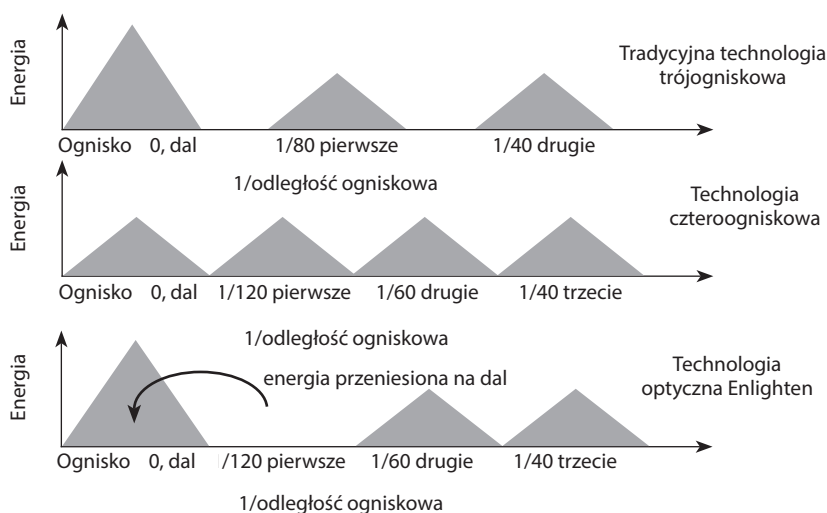 Energia
Tradycyjna technologia
trójogniskowa
Ognisko 0, dal 1/80 pierwsze 1/40 drugie
1/odległość ogniskowa
Energia
Technologia
czteroogniskowa
Ognisko 0, dal 1/120 pierwsze 1/60 drugie 1/40 trzecie
1/odległość ogniskowa
Energia
energia przeniesiona na dal
Technologia
optyczna Enlighten
Ognisko 0, dal /120 pierwsze 1/60 drugie 1/40 trzecie
1/odległość ogniskowa